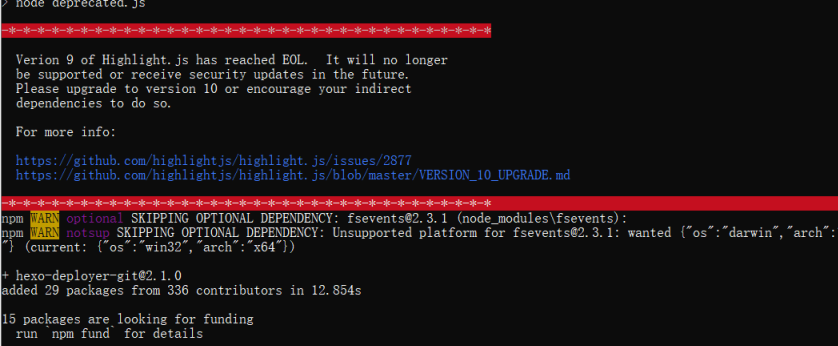 > node deprecated.js
-*-*-*-*-*-*-*-*-*-*-*-*-*-*-*-*-*-*-*-*-*-*-*-*-*-*-*-*-*-*-*-*-*-*
Verion 9 of Highlight.js has reached EOL.  It will no longer
be supported or receive security updates in the future.
Please upgrade to version 10 or encourage your indirect
dependencies to do so.
For more info:
https://github.com/highlightjs/highlight.js/issues/2877
https://github.com/highlightjs/highlight.js/blob/master/VERSION_10_UPGRADE.md
-*-*-*-*-*-*-*-*-*-*-*-*-*-*-*-*-*-*-*-*-*-*-*-*-*-*-*-*-*-*-*-*-*-*
npm WARN optional SKIPPING OPTIONAL DEPENDENCY: fsevents@2.3.1 (node_modules\fsevents):
npm WARN notsup SKIPPING OPTIONAL DEPENDENCY: Unsupported platform for fsevents@2.3.1: wanted {"os":"darwin","arch":
"} (current: {"os":"win32","arch":"x64"})
+ hexo-deployer-git@2.1.0
added 29 packages from 336 contributors in 12.854s
15 packages are looking for funding
run `npm fund` for details